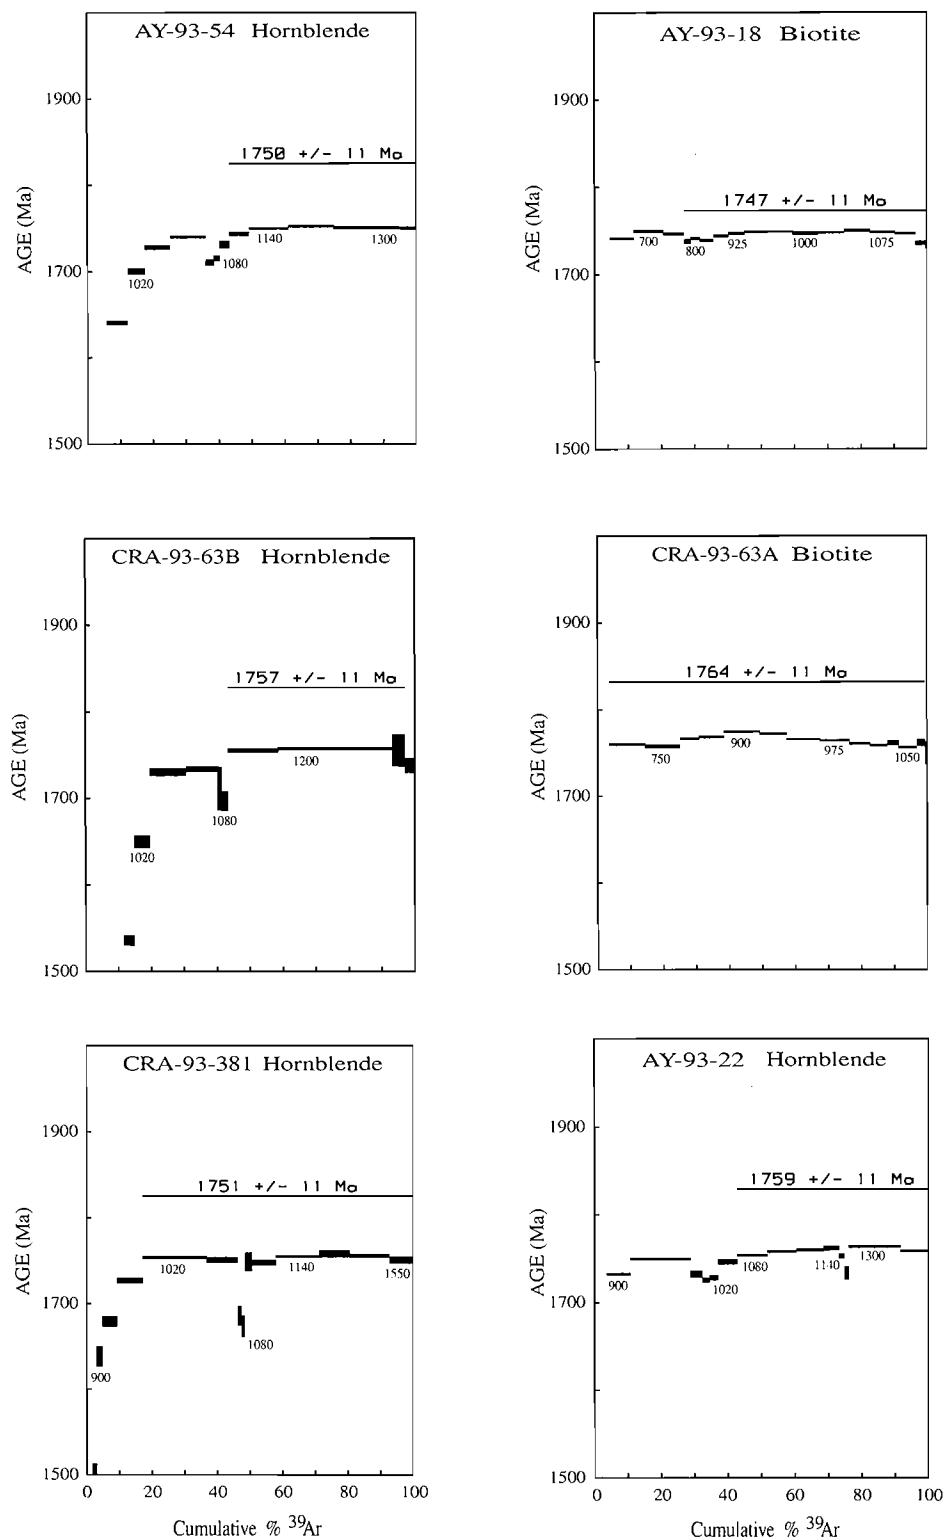 AY-93-54 Hornblende
1900
1750 +/- 11 Ma
AGE (Ma)
1140
1300
1700
1020
1080
1500
AY-93-18 Biotite
1900
1747 +/- 11 Ma
AGE (Ma)
700
800
925
1000
1075
1700
1500
CRA-93-63B Hornblende
1900
1757 +/- 11 Ma
AGE (Ma)
1200
1700
1080
1020
1500
CRA-93-63A Biotite
1900
1764 +/- 11 Ma
AGE (Ma)
750
900
975
1050
1700
1500
CRA-93-381 Hornblende
1900
1751 +/- 11 Ma
AGE (Ma)
1020
1140
1550
1700
1080
900
1500
0 20 40 60 80 100
Cumulative % ³⁹Ar
AY-93-22 Hornblende
1900
1759 +/- 11 Ma
AGE (Ma)
900
1020
1080
1140
1300
1700
1500
0 20 40 60 80 100
Cumulative % ³⁹Ar